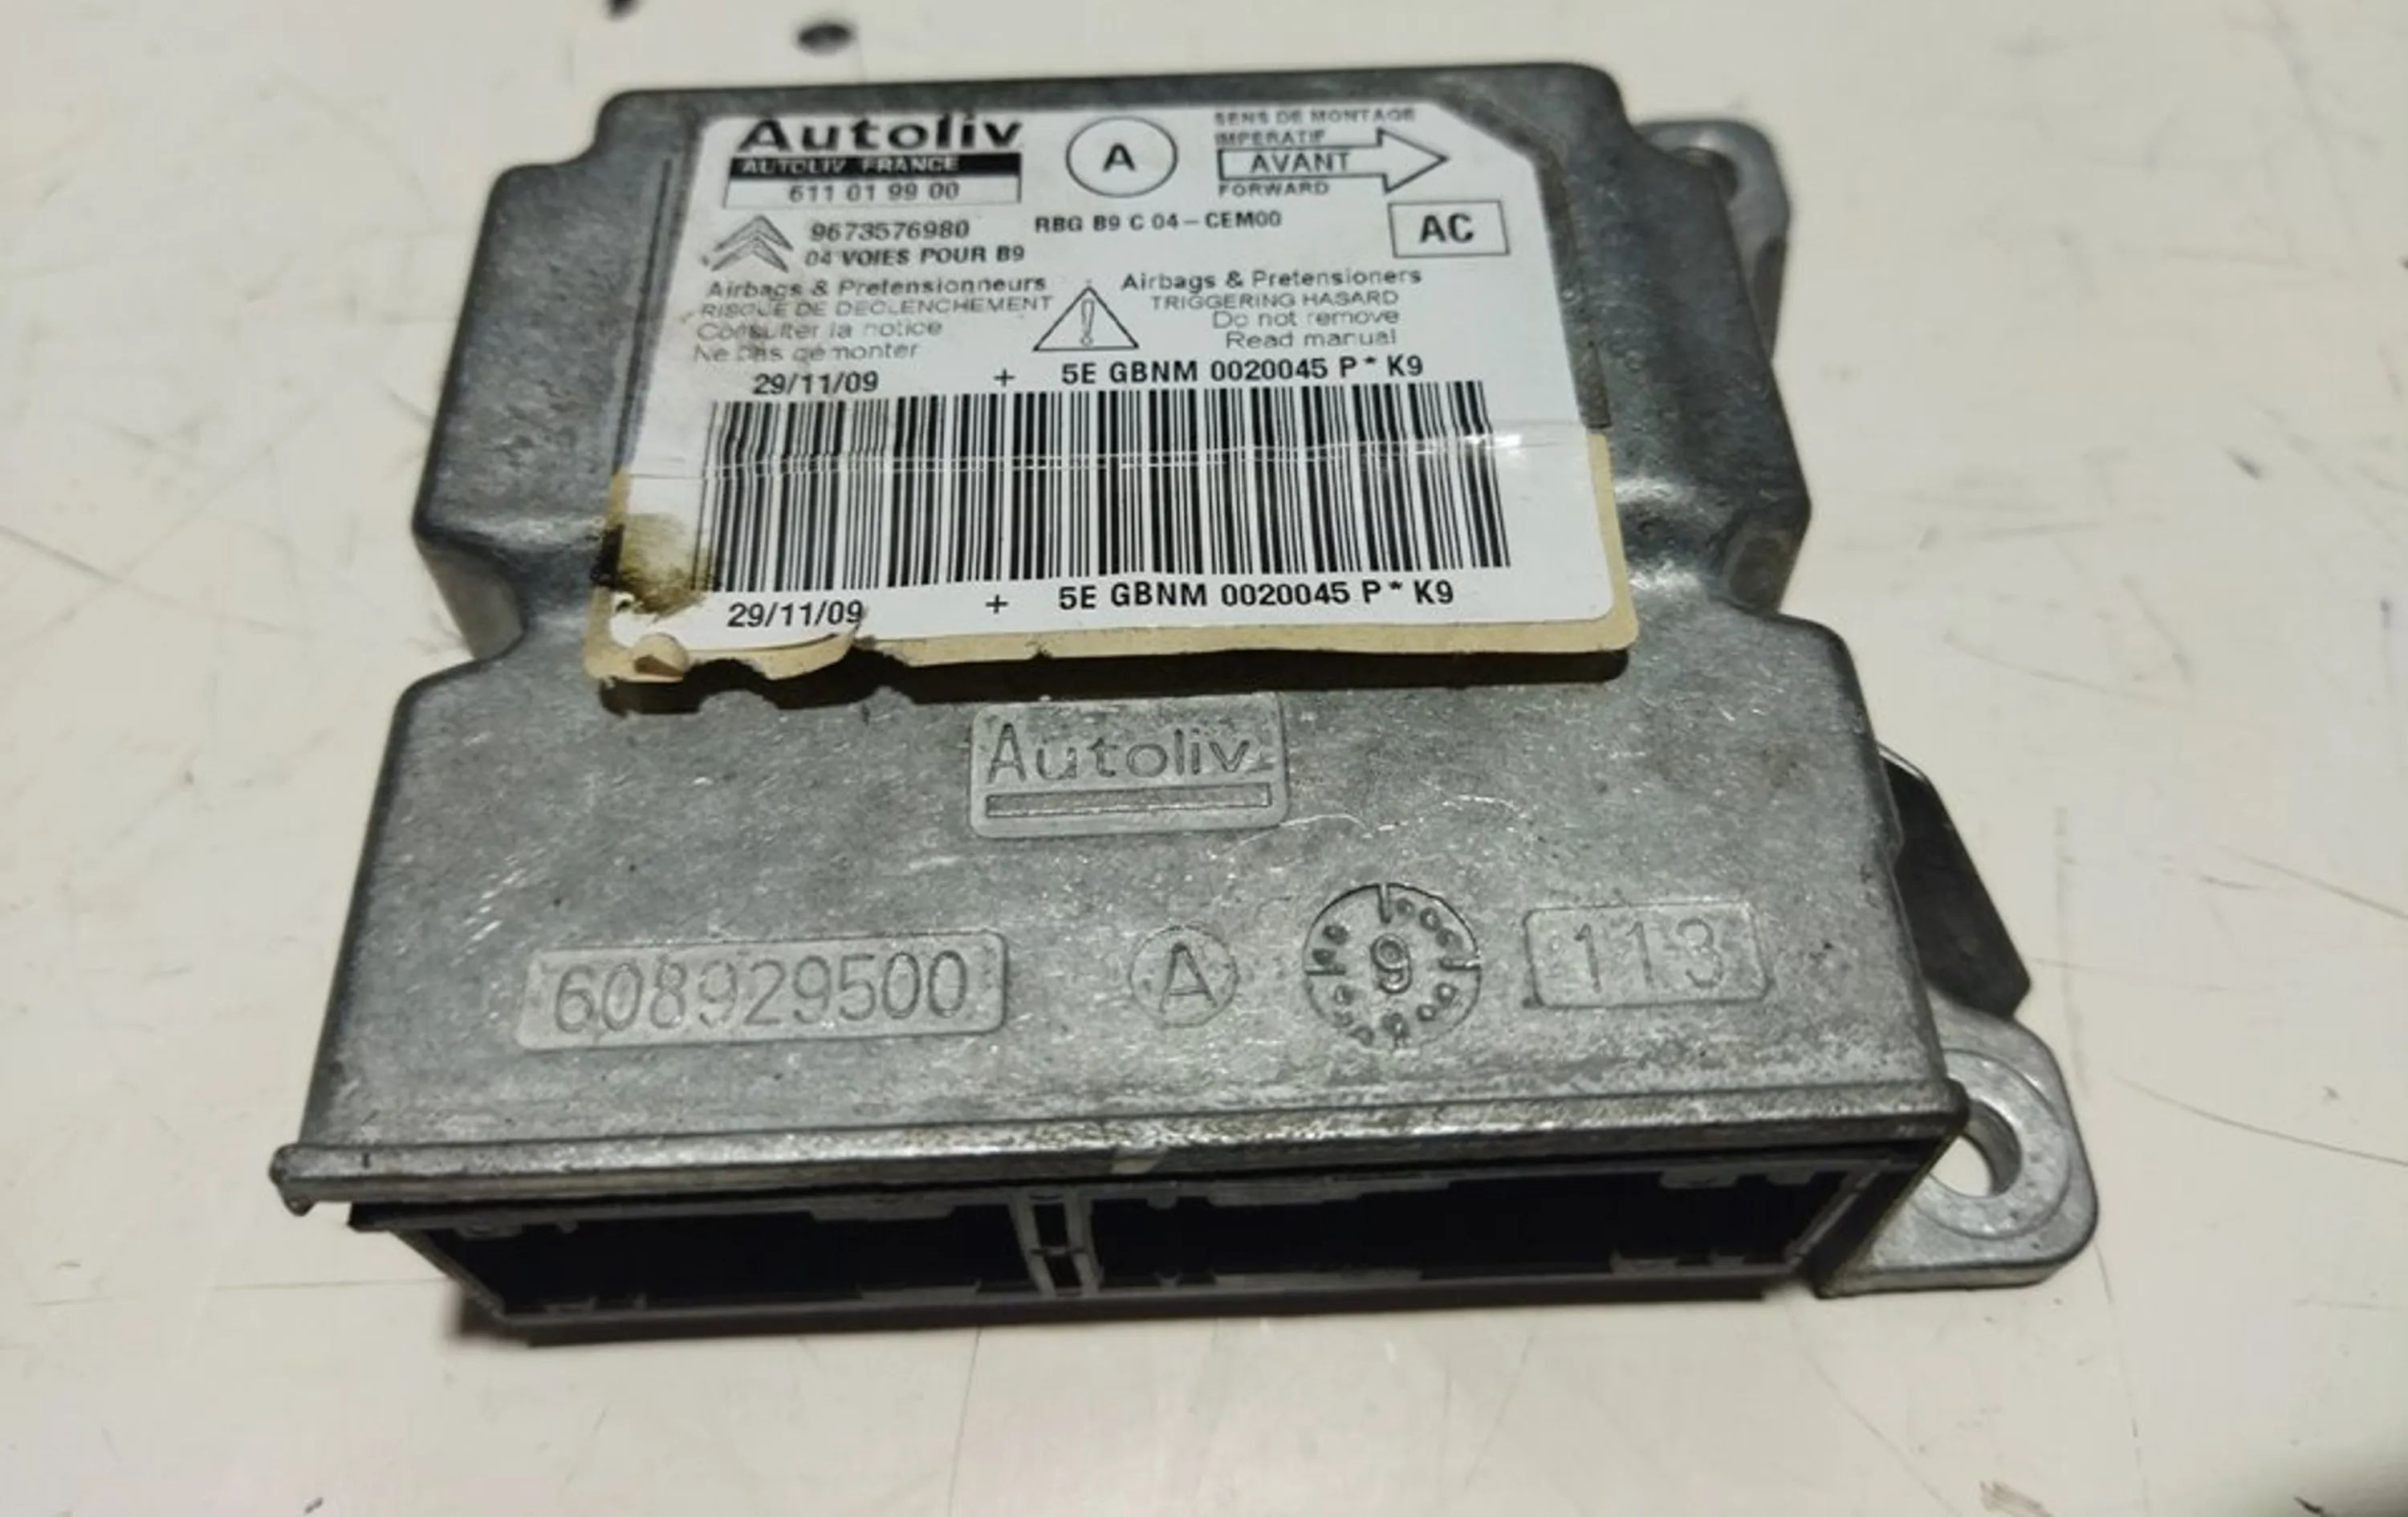 Autoliv
AUTOLIV FRANCE
611 01 99 00
A
SENS DE MONTAGE
IMPERATIF
AVANT
FORWARD
9673576980
04 VOIES POUR B9
RBG B9 C 04-CEM00
AC
Airbags & Pretensionneurs
RISQUE DE DECLENCHEMENT
Consulter la notice
Ne pas démonter
Airbags & Pretensioners
TRIGGERING HASARD
Do not remove
Read manual
29/11/09 + 5E GBNM 0020045 P* K9
29/11/09 + 5E GBNM 0020045 P* K9
Autoliv
608929500 A 9 113